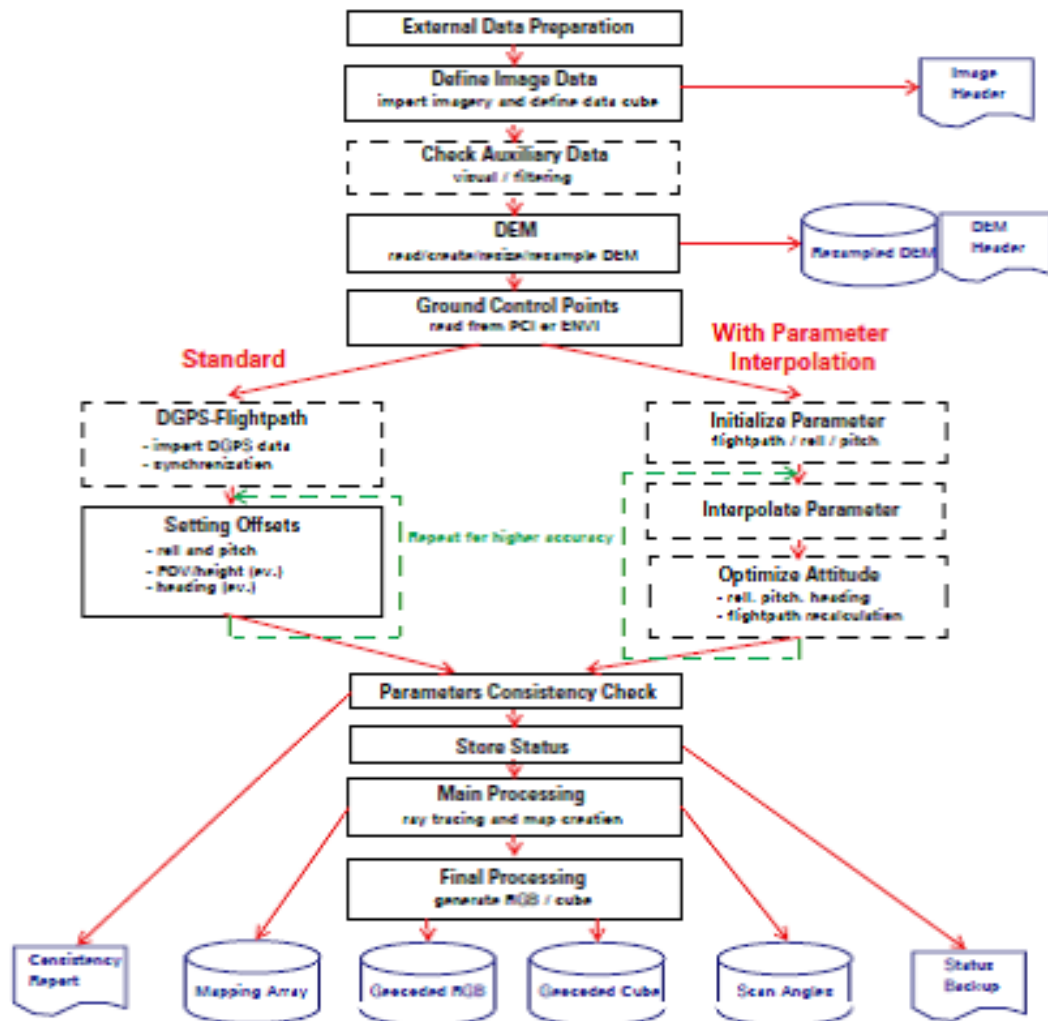 External Data Preparation
Define Image Data
import imagery and define data cube
Image
Header
Check Auxiliary Data
visual / filtering
DEM
read/create/resize/resample DEM
Resampled DEM
DEM
Header
Ground Control Points
read from PCI or ENVI
Standard
With Parameter
Interpolation
DGPS-Flightpath
- import DGPS data
- synchronization
Initialize Parameter
flightpath / roll / pitch
Setting Offsets
- roll and pitch
- FOV/height (ev.)
- heading (ev.)
Repeat for higher accuracy
Interpolate Parameter
Optimize Attitude
- roll, pitch, heading
- flightpath recalculation
Parameters Consistency Check
Store Status
Main Processing
ray tracing and map creation
Final Processing
generate RGB / cube
Consistency
Report
Mapping Array
Geocoded RGB
Geocoded Cube
Scan Angles
Status
Backup